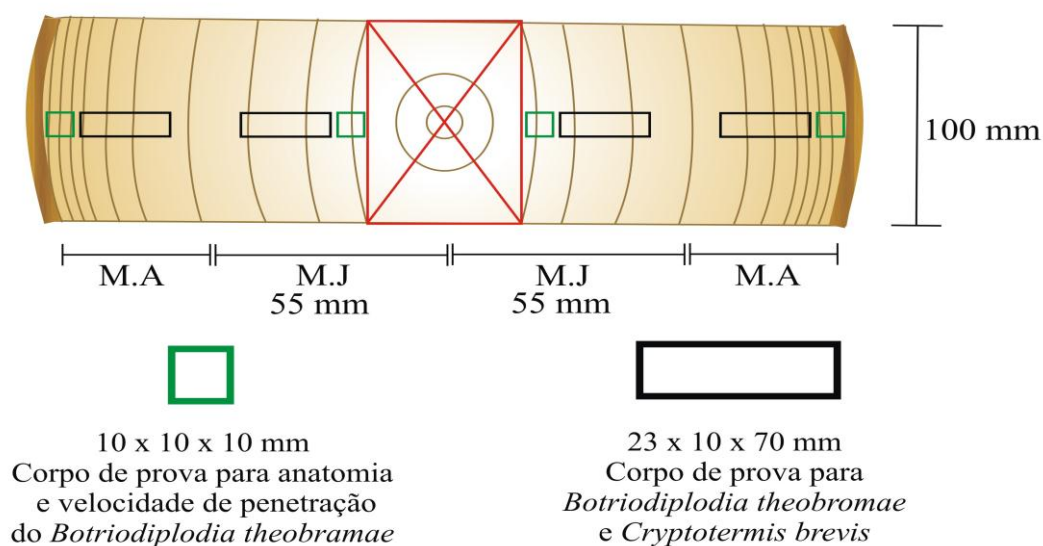 100 mm
M.A
M.J
M.J
M.A
55 mm
55 mm
10 x 10 x 10 mm
Corpo de prova para anatomia
e velocidade de penetração
do Botriodiplodia theobramae
23 x 10 x 70 mm
Corpo de prova para
Botriodiplodia theobromae
e Cryptotermis brevis